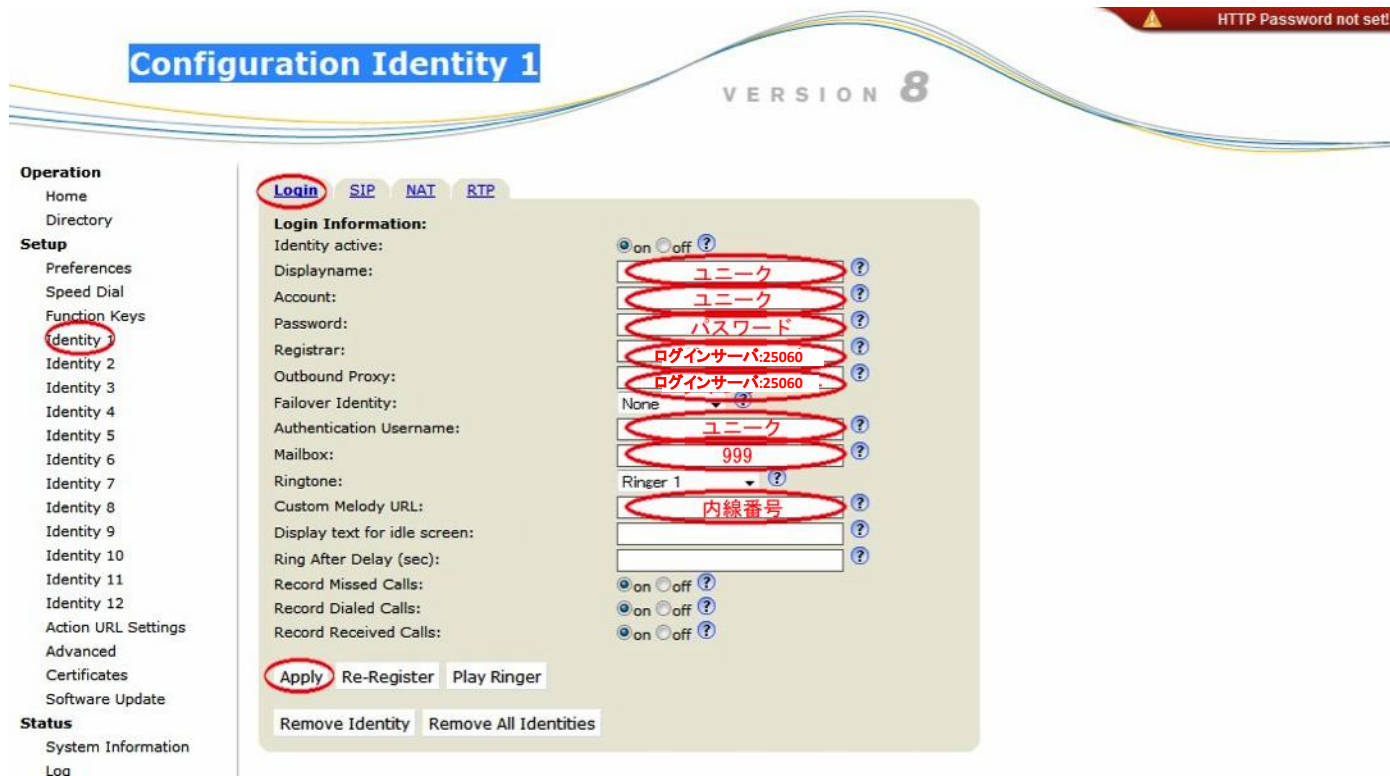 HTTP Password not set!
Configuration Identity 1
VERSION 8
Operation
Home
Directory
Setup
Preferences
Speed Dial
Function Keys
Identity 1
Identity 2
Identity 3
Identity 4
Identity 5
Identity 6
Identity 7
Identity 8
Identity 9
Identity 10
Identity 11
Identity 12
Action URL Settings
Advanced
Certificates
Software Update
Status
System Information
Log
Login SIP NAT RTP
Login Information:
Identity active: on off ?
Displayname: ユニーク ?
Account: ユニーク ?
Password: パスワード ?
Registrar: ログインサーバ:25060 ?
Outbound Proxy: ログインサーバ:25060 ?
Failover Identity: None ?
Authentication Username: ユニーク ?
Mailbox: 999 ?
Ringtone: Ringer 1 ?
Custom Melody URL: 内線番号 ?
Display text for idle screen: ?
Ring After Delay (sec): ?
Record Missed Calls: on off ?
Record Dialed Calls: on off ?
Record Received Calls: on off ?
Apply Re-Register Play Ringer
Remove Identity Remove All Identities